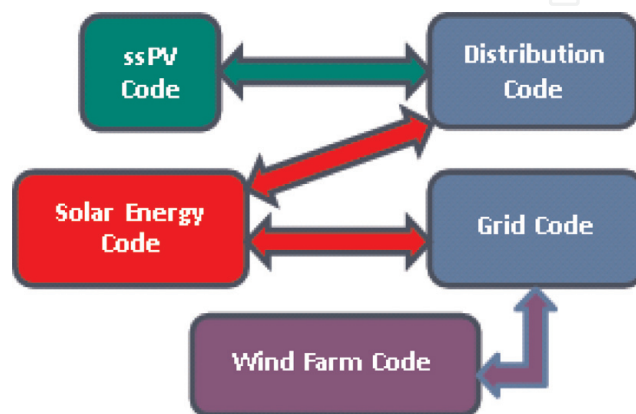 ssPV
Code
Distribution
Code
Solar Energy
Code
Grid Code
Wind Farm Code